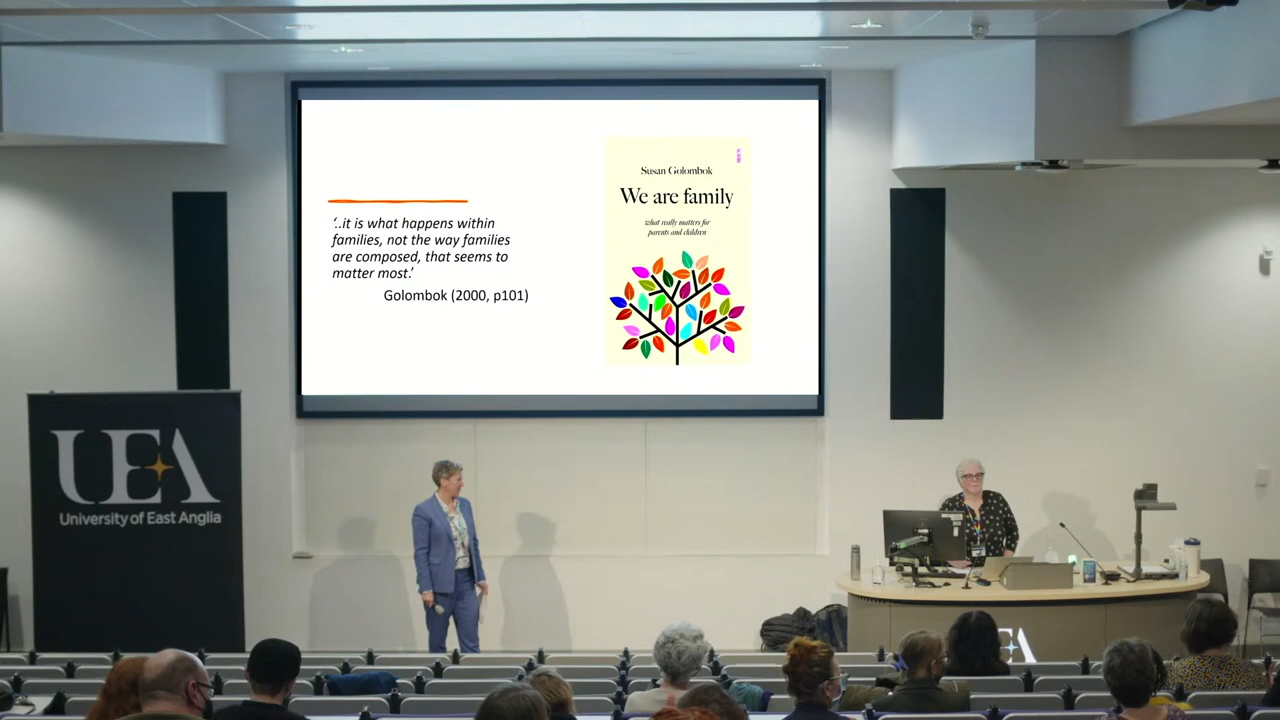 ‘..it is what happens within
families, not the way families
are composed, that seems to
matter most.’
Golombok (2000, p101)
Susan Golombok
We are family
what really matters for
parents and children
UEA
University of East Anglia